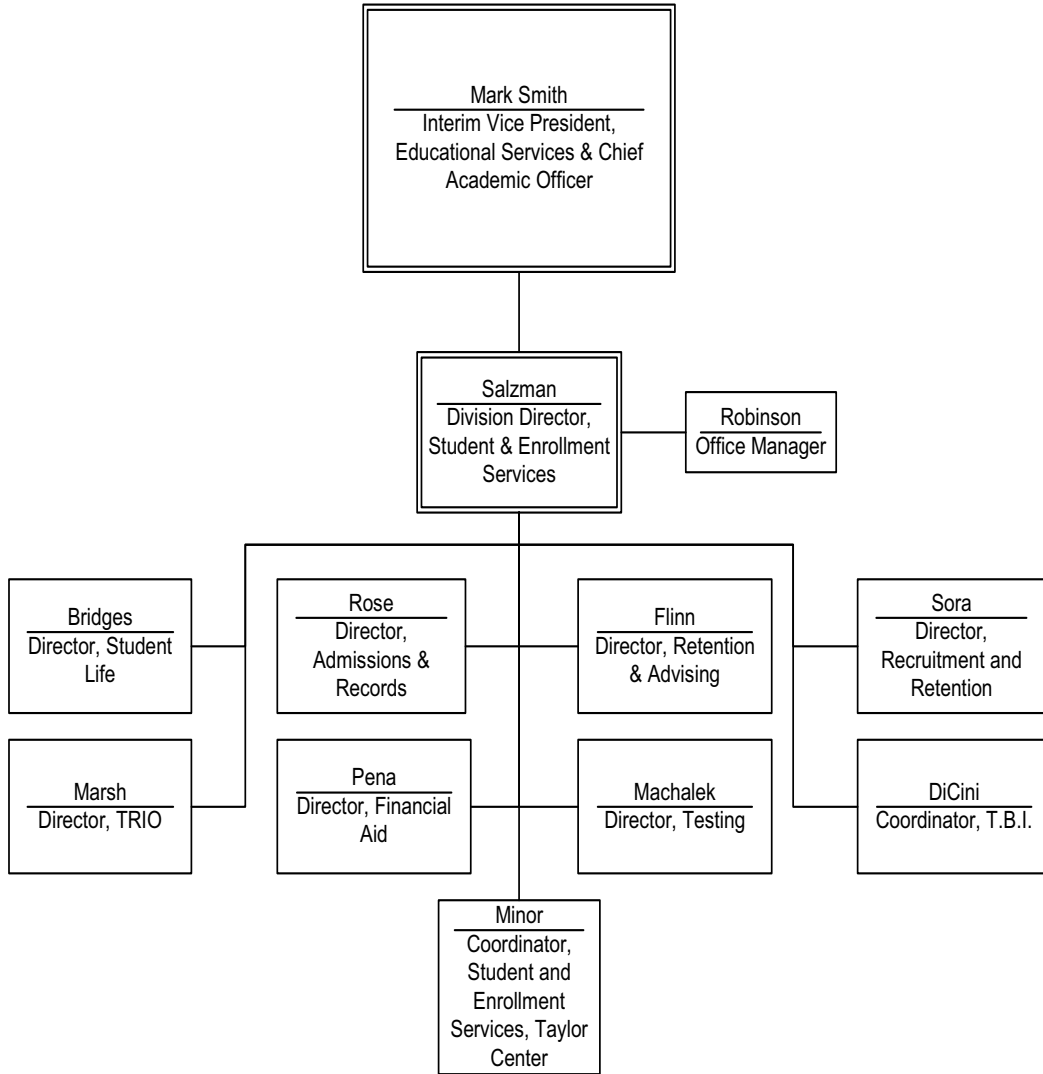 Mark Smith
Interim Vice President,
Educational Services & Chief
Academic Officer
Salzman
Division Director,
Student & Enrollment
Services
Robinson
Office Manager
Bridges
Director, Student
Life
Rose
Director,
Admissions &
Records
Flinn
Director, Retention
& Advising
Sora
Director,
Recruitment and
Retention
Marsh
Director, TRIO
Pena
Director, Financial
Aid
Machalek
Director, Testing
DiCini
Coordinator, T.B.I.
Minor
Coordinator,
Student and
Enrollment
Services, Taylor
Center